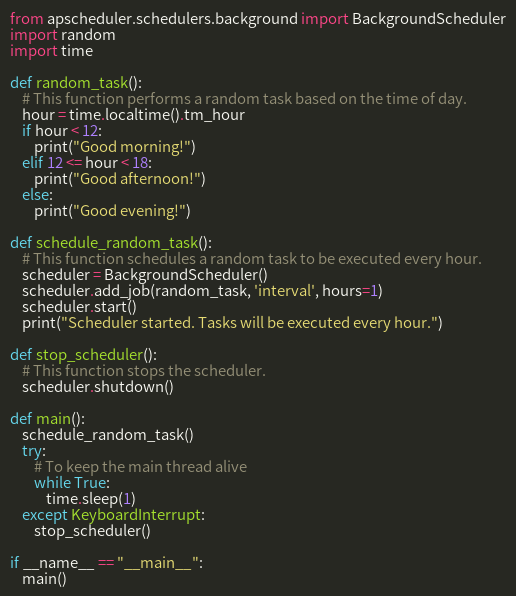 from apscheduler.schedulers.background import BackgroundScheduler
import random
import time

def random_task():
    # This function performs a random task based on the time of day.
    hour = time.localtime().tm_hour
    if hour < 12:
        print("Good morning!")
    elif 12 <= hour < 18:
        print("Good afternoon!")
    else:
        print("Good evening!")

def schedule_random_task():
    # This function schedules a random task to be executed every hour.
    scheduler = BackgroundScheduler()
    scheduler.add_job(random_task, 'interval', hours=1)
    scheduler.start()
    print("Scheduler started. Tasks will be executed every hour.")

def stop_scheduler():
    # This function stops the scheduler.
    scheduler.shutdown()

def main():
    schedule_random_task()
    try:
        # To keep the main thread alive
        while True:
            time.sleep(1)
    except KeyboardInterrupt:
        stop_scheduler()

if __name__ == "__main__":
    main()